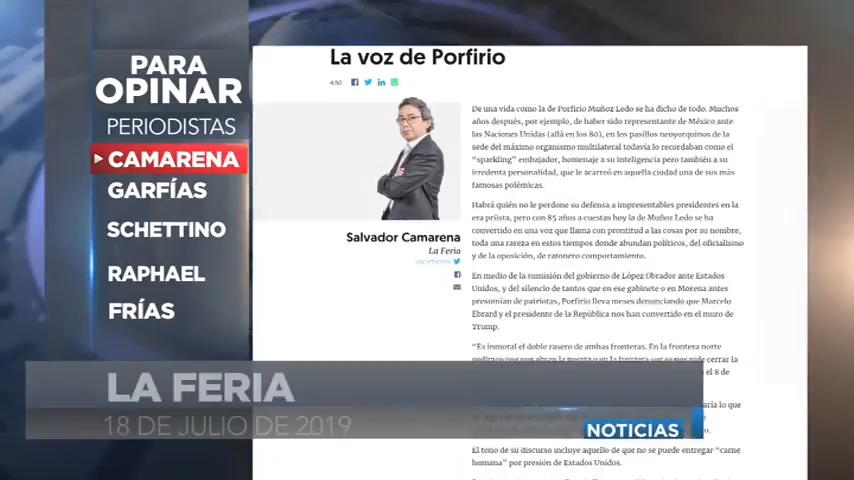 PARA
OPINAR
PERIODISTAS
CAMARENA
GARFÍAS
SCHETTINO
RAPHAEL
FRÍAS
La voz de Porfirio
4:50
Salvador Camarena
La Feria
De una vida como la de Porfirio Muñoz Ledo se ha dicho de todo. Muchos
años después, por ejemplo, de haber sido representante de México ante
las Naciones Unidas (allá en los 80), en los pasillos neoyorquinos de la
sede del máximo organismo multilateral todavía lo recordaban como el
“sparkling” embajador, homenaje a su inteligencia pero también a su
irredenta personalidad, que le acarreó en aquella ciudad una de sus más
famosas polémicas.
Habrá quién no le perdone su defensa a impresentables presidentes en la
era priista, pero con 85 años a cuestas hoy la de Muñoz Ledo se ha
convertido en una voz que llama con prontitud a las cosas por su nombre,
toda una rareza en estos tiempos donde abundan políticos, del oficialismo
y de la oposición, de ratonero comportamiento.
En medio de la sumisión del gobierno de López Obrador ante Estados
Unidos, y del silencio de tantos que en ese gabinete o en Morena antes
presumían de patriotas, Porfirio lleva meses denunciando que Marcelo
Ebrard y el presidente de la República nos han convertido en el muro de
Trump.
“Es inmoral el doble rasero de ambas fronteras. En la frontera norte
cerrar la
el 8 de
lo que
El tono de su discurso incluye aquello de que no se puede entregar “carne
humana” por presión de Estados Unidos.
LA FERIA
18 DE JULIO DE 2019
NOTICIAS